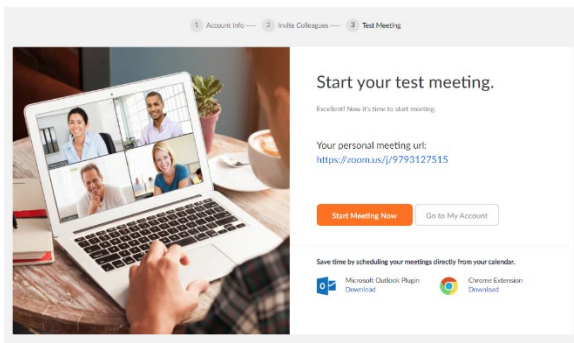 1 Account Info ---- 2 Invite Colleagues ---- 3 Test Meeting
Start your test meeting.
Excellent! Now it's time to start meeting.
Your personal meeting url:
https://zoom.us/j/9793127515
Start Meeting Now Go to My Account
Save time by scheduling your meetings directly from your calendar.
Microsoft Outlook Plugin Chrome Extension
Download Download